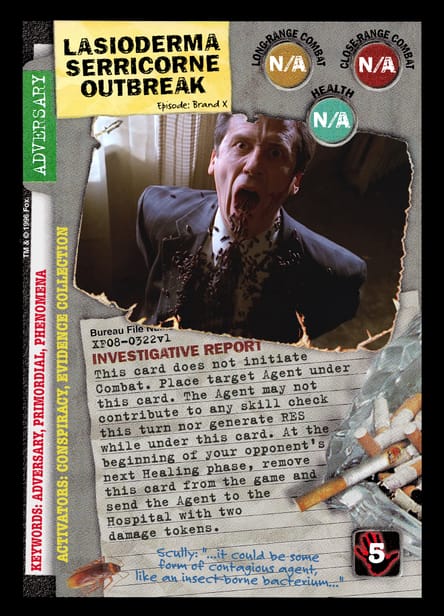 LASIODERMA
SERRICORNE
OUTBREAK
Episode: Brand X
LONG-RANGE COMBAT
N/A
CLOSE-RANGE COMBAT
N/A
HEALTH
N/A
ADVERSARY
TM & © 1996 Fox.
KEYWORDS: ADVERSARY, PRIMORDIAL, PHENOMENA
ACTIVATORS: CONSPIRACY, EVIDENCE COLLECTION
Bureau File
XF08-0322v1
INVESTIGATIVE REPORT
This card does not initiate
Combat. Place target Agent under
this card. The Agent may not
contribute to any skill check
this turn nor generate RES
while under this card. At the
beginning of your opponent's
next Healing phase, remove
this card from the game and
send the Agent to the
Hospital with two
damage tokens.
5
Scully: "...it could be some
form of contagious agent,
like an insect-borne bacterium..."